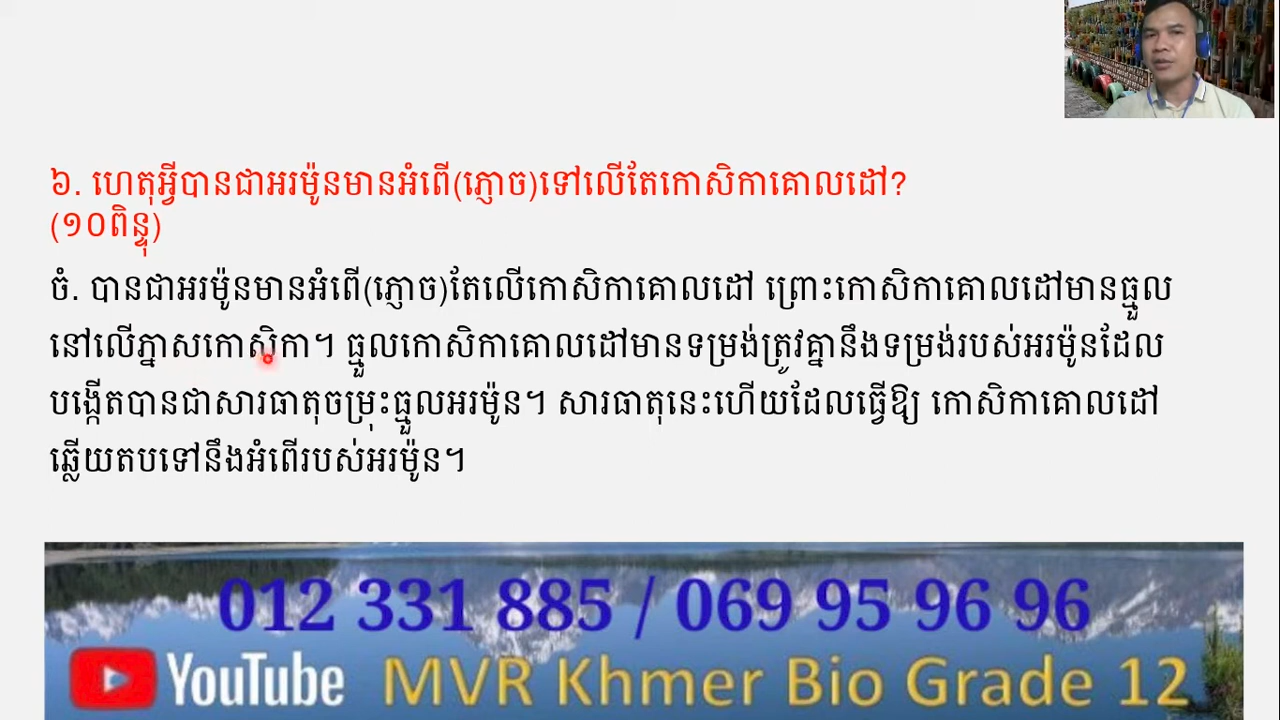 ៦. ហេតុអ្វីបានជាអរម៉ូនមានអំពើ(ភ្ញោច)ទៅលើតែកោសិកាគោលដៅ?
(១០ពិន្ទុ)
ចំ. បានជាអរម៉ូនមានអំពើ(ភ្ញោច)តែលើកោសិកាគោលដៅ ព្រោះកោសិកាគោលដៅមានធ្មួល
នៅលើភ្នាសកោសិកា។ ធ្មួលកោសិកាគោលដៅមានទម្រង់ត្រូវគ្នានឹងទម្រង់របស់អរម៉ូនដែល
បង្កើតបានជាសារធាតុចម្រុះធ្មួលអរម៉ូន។ សារធាតុនេះហើយដែលធ្វើឱ្យ កោសិកាគោលដៅ
ឆ្លើយតបទៅនឹងអំពើរបស់អរម៉ូន។
012 331 885 / 069 95 96 96
YouTube MVR Khmer Bio Grade 12